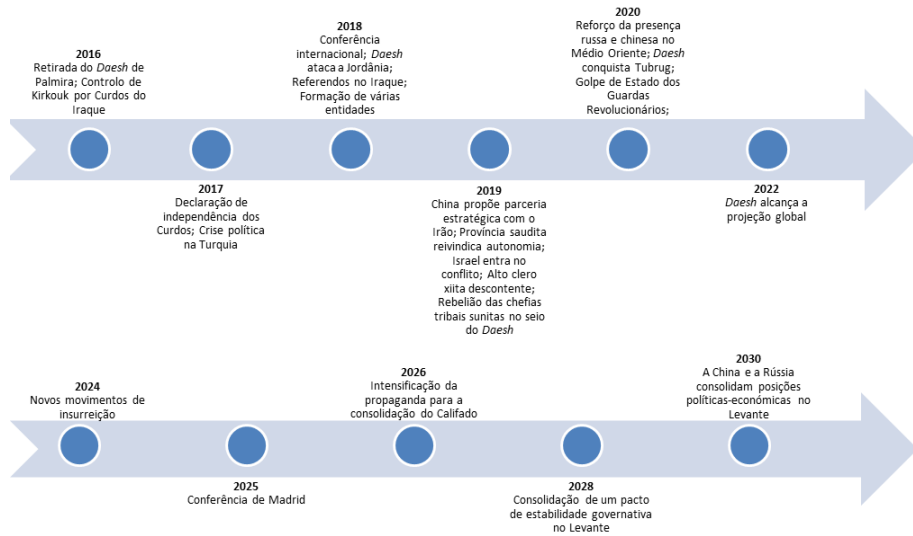 2016
Retirada do Daesh de
Palmira; Controlo de
Kirkouk por Curdos do
Iraque
2018
Conferência
internacional; Daesh
ataca a Jordânia;
Referendos no Iraque;
Formação de várias
entidades
2020
Reforço da presença
russa e chinesa no
Médio Oriente; Daesh
conquista Tubrug;
Golpe de Estado dos
Guardas
Revolucionários;
2017
Declaração de
independência dos
Curdos; Crise política
na Turquia
2019
China propõe parceria
estratégica com o
Irão; Província saudita
reivindica autonomia;
Israel entra no
conflito; Alto clero
xiita descontente;
Rebelião das chefias
tribais sunitas no seio
do Daesh
2022
Daesh alcança a
projeção global
2024
Novos movimentos de
insurreição
2026
Intensificação da
propaganda para a
consolidação do Califado
2030
A China e a Rússia
consolidam posições
políticas-económicas no
Levante
2025
Conferência de Madrid
2028
Consolidação de um pacto
de estabilidade governativa
no Levante